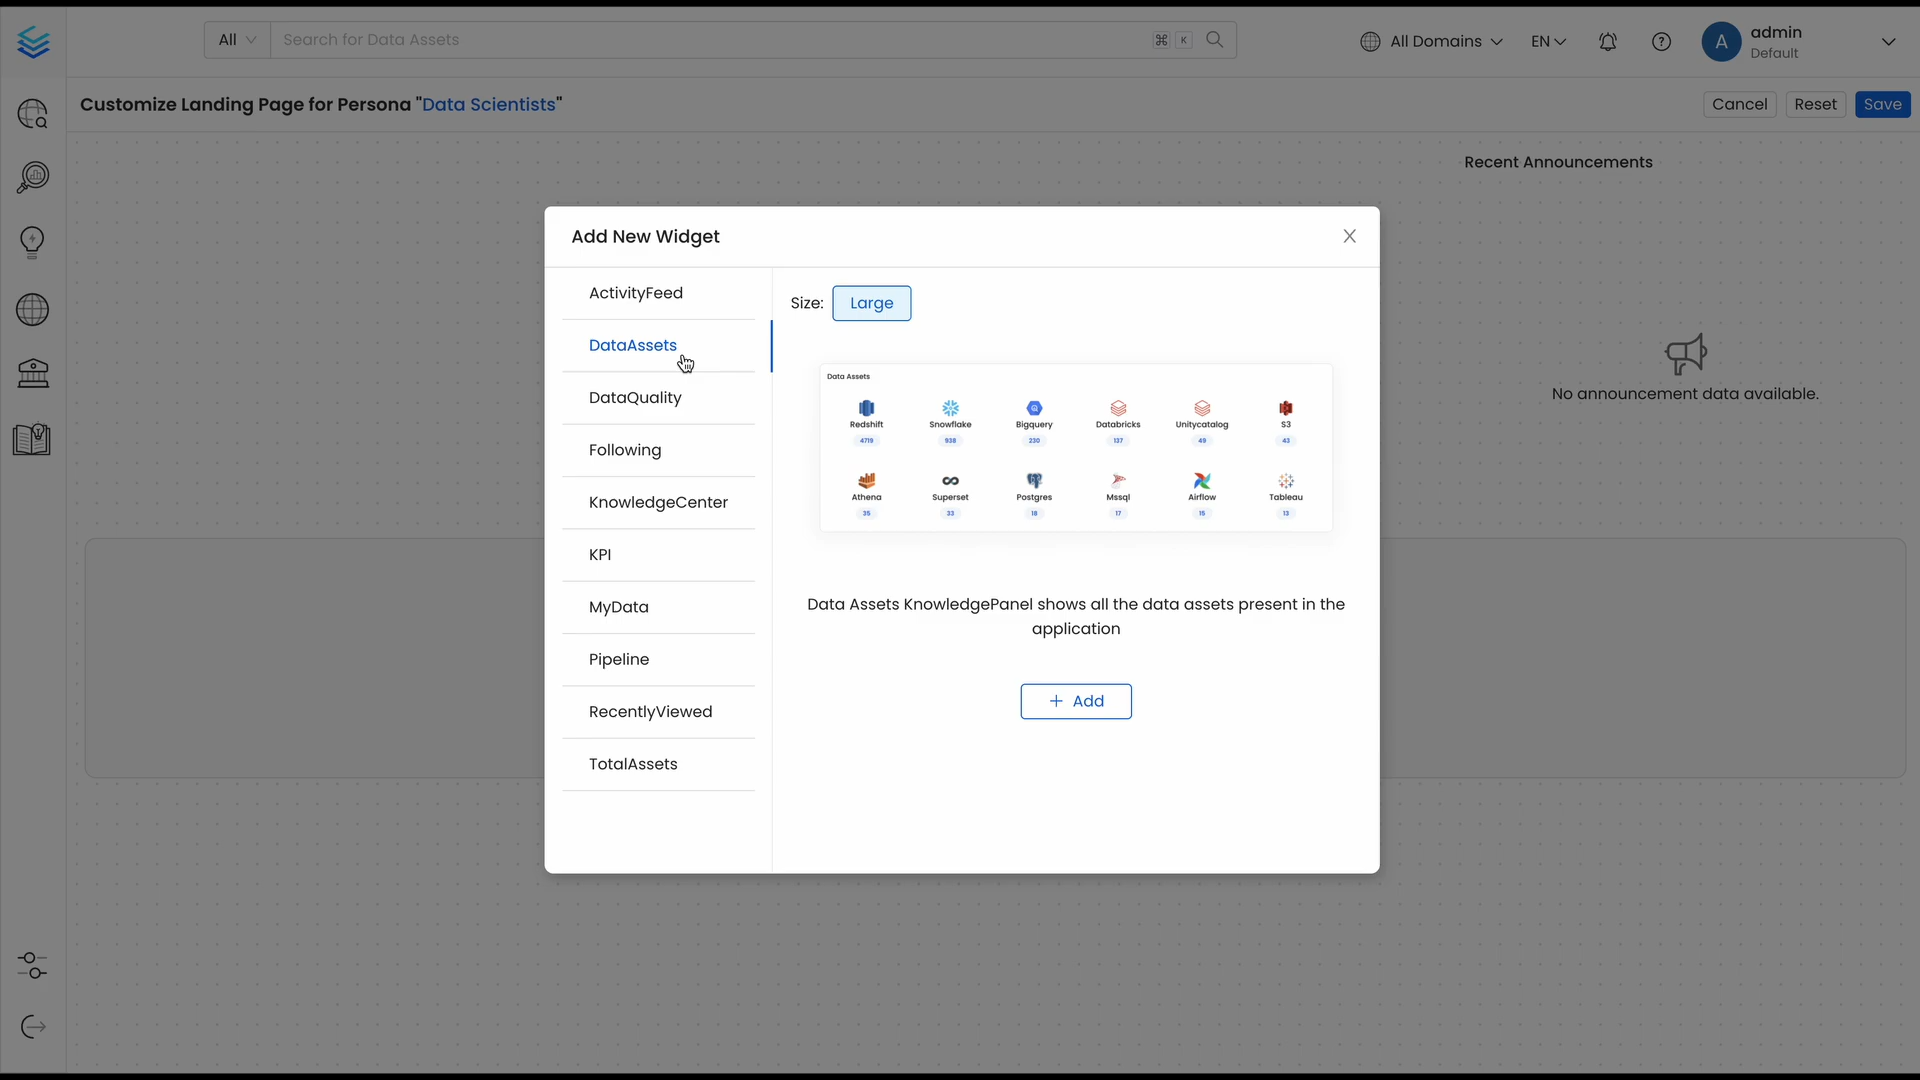 All
Search for Data Assets
⌘ K
All Domains
EN
A
admin
Default
Customize Landing Page for Persona "Data Scientists"
Cancel
Reset
Save
Recent Announcements
No announcement data available.
Add New Widget
ActivityFeed
DataAssets
DataQuality
Following
KnowledgeCenter
KPI
MyData
Pipeline
RecentlyViewed
TotalAssets
Size: Large
Data Assets
Redshift Snowflake Bigquery Databricks Unitycatalog S3
4719 938 230 137 49 43
Athena Superset Postgres Mssql Airflow Tableau
35 33 18 17 15 13
Data Assets KnowledgePanel shows all the data assets present in the
application
+ Add